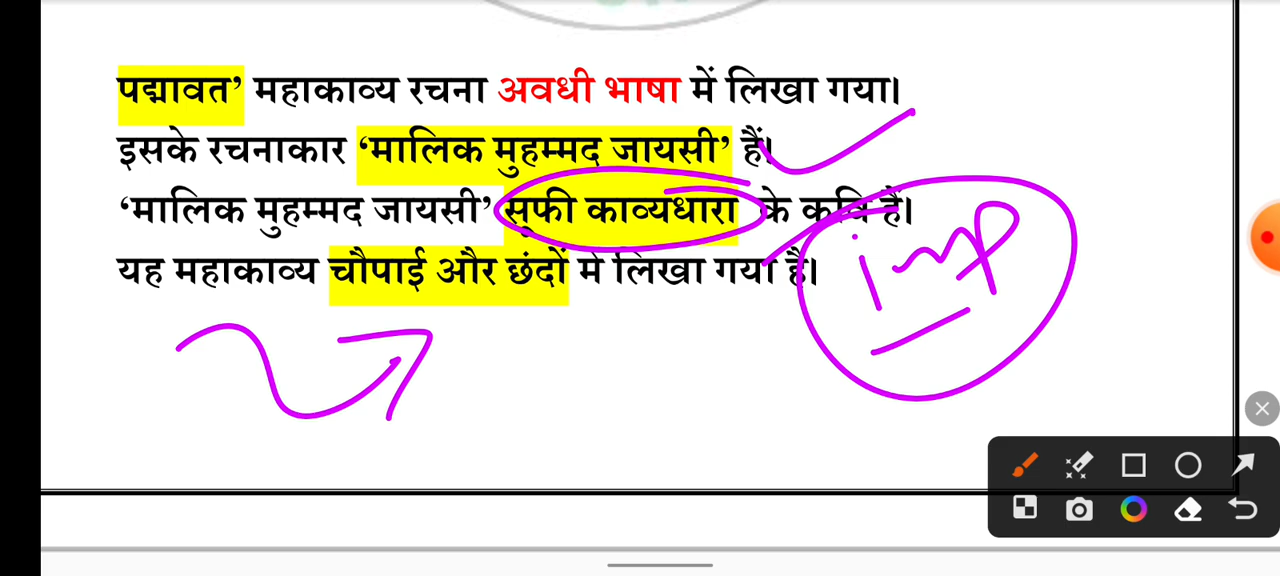 पद्मावत’ महाकाव्य रचना अवधी भाषा में लिखा गया।
इसके रचनाकार ‘मालिक मुहम्मद जायसी’ हैं।
‘मालिक मुहम्मद जायसी’ सूफी काव्यधारा के कवि हैं।
यह महाकाव्य चौपाई और छंदों में लिखा गया है।
imp